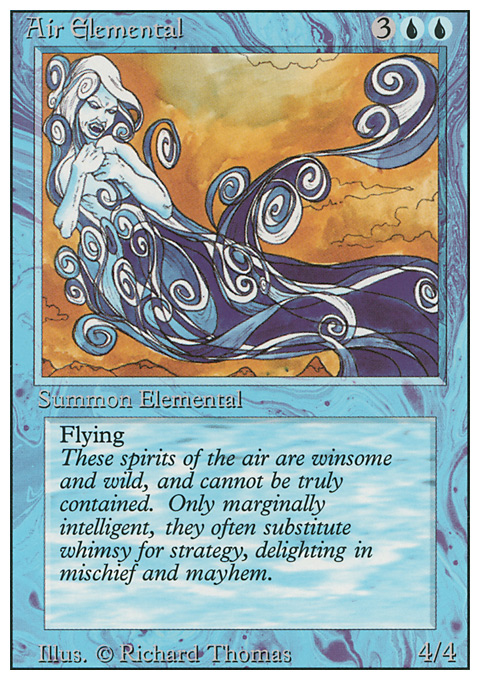 Air Elemental 3
Summon Elemental
Flying
These spirits of the air are winsome
and wild, and cannot be truly
contained. Only marginally
intelligent, they often substitute
whimsy for strategy, delighting in
mischief and mayhem.
Illus. © Richard Thomas 4/4